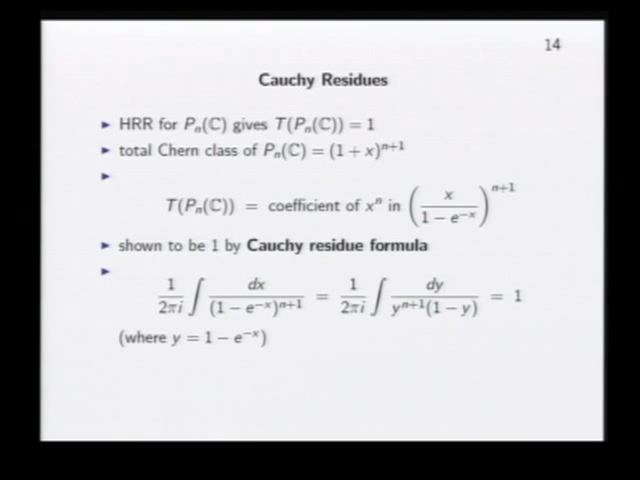 14
Cauchy Residues
▶ HRR for Pₙ(ℂ) gives T(Pₙ(ℂ)) = 1
▶ total Chern class of Pₙ(ℂ) = (1 + x)ⁿ⁺¹
▶
T(Pₙ(ℂ)) = coefficient of xⁿ in (x / (1 − e⁻ˣ))ⁿ⁺¹
▶ shown to be 1 by Cauchy residue formula
▶
1/(2πi) ∫ dx / (1 − e⁻ˣ)ⁿ⁺¹ = 1/(2πi) ∫ dy / (yⁿ⁺¹(1 − y)) = 1
(where y = 1 − e⁻ˣ)